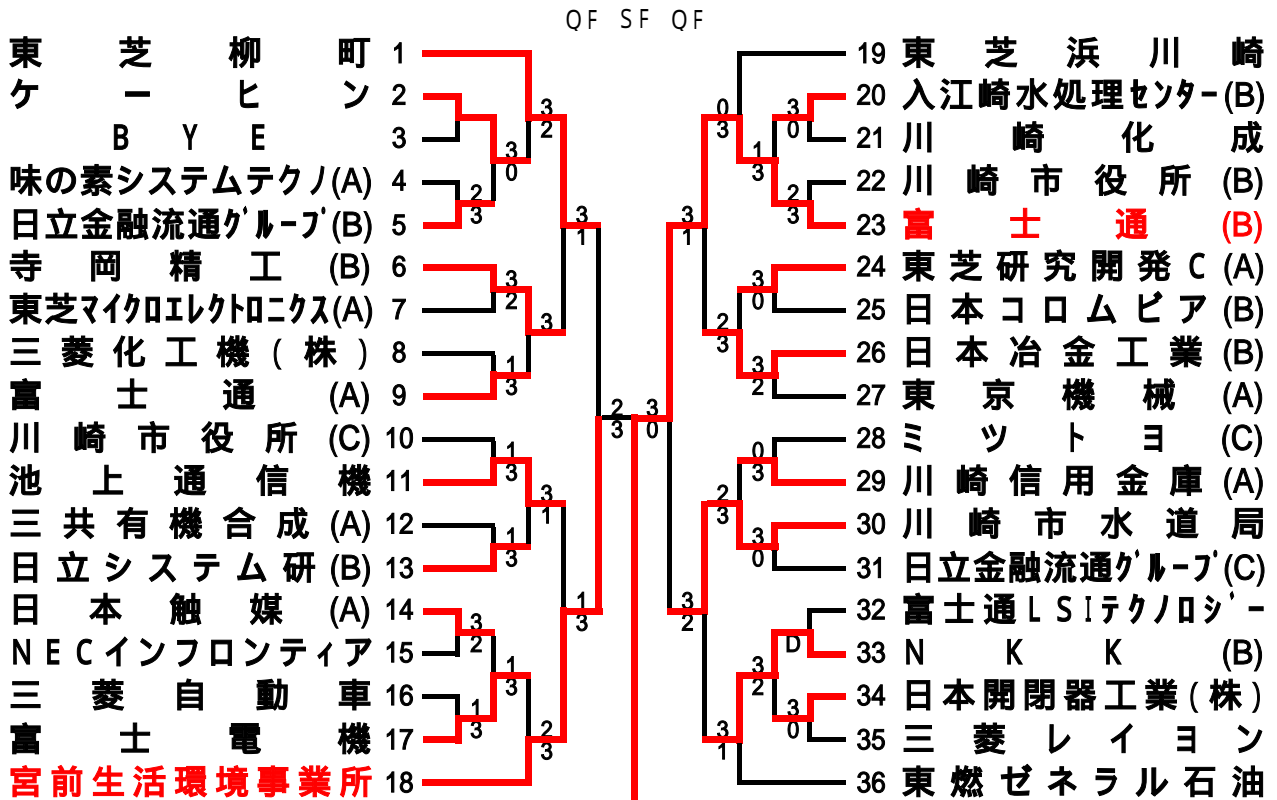 QF SF QF
東芝柳町 1
ケーヒン 2
BYE 3
味の素システムテクノ(A) 4
日立金融流通グループ(B) 5
寺岡精工(B) 6
東芝マイクロエレクトロニクス(A) 7
三菱化工機(株) 8
富士通(A) 9
川崎市役所(C) 10
池上通信機 11
三共有機合成(A) 12
日立システム研(B) 13
日本触媒(A) 14
NECインフロンティア 15
三菱自動車 16
富士電機 17
宮前生活環境事業所 18
3
2
3
0
2
3
3
1
3
2
3
1
3
2
3
1
3
3
1
1
3
1
3
3
2
1
3
1
3
2
3
3
0
0
3
3
0
1
3
2
3
3
1
3
0
2
3
3
2
0
3
2
3
3
0
3
2
D
3
2
3
0
3
1
19 東芝浜川崎
20 入江崎水処理センター(B)
21 川崎化成
22 川崎市役所(B)
23 富士通(B)
24 東芝研究開発C(A)
25 日本コロムビア(B)
26 日本冶金工業(B)
27 東京機械(A)
28 ミツトヨ(C)
29 川崎信用金庫(A)
30 川崎市水道局
31 日立金融流通グループ(C)
32 富士通LSIテクノロジー
33 NKK(B)
34 日本開閉器工業(株)
35 三菱レイヨン
36 東燃ゼネラル石油